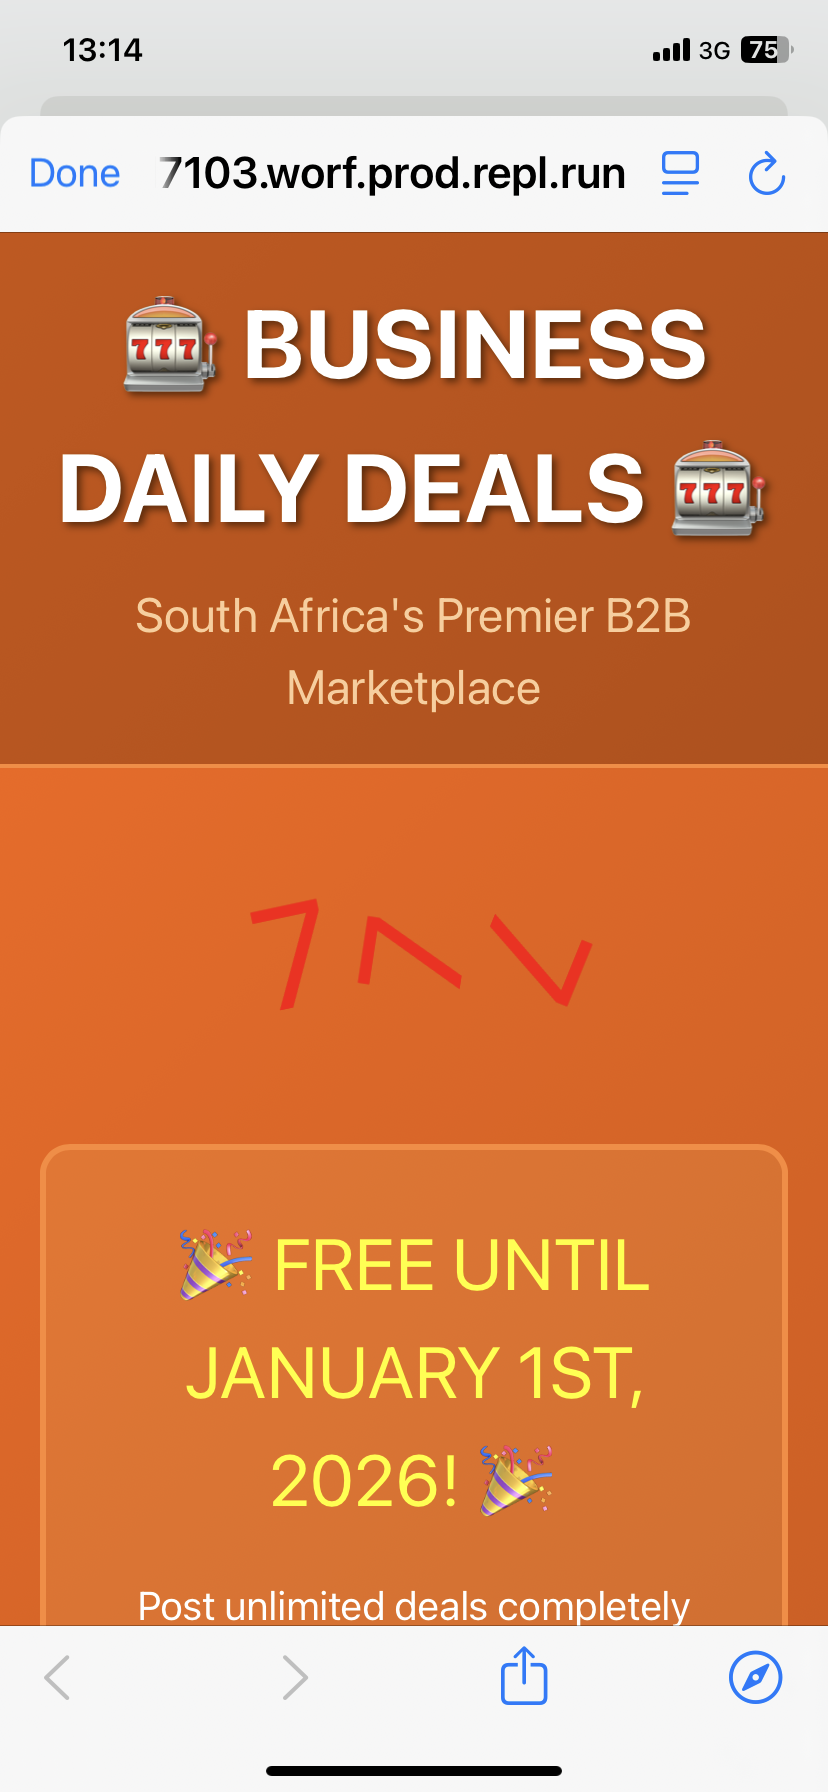 13:14 3G 75
Done 7103.worf.prod.repl.run
🎰 BUSINESS
DAILY DEALS 🎰
South Africa's Premier B2B
Marketplace
🎉 FREE UNTIL
JANUARY 1ST,
2026! 🎉
Post unlimited deals completely